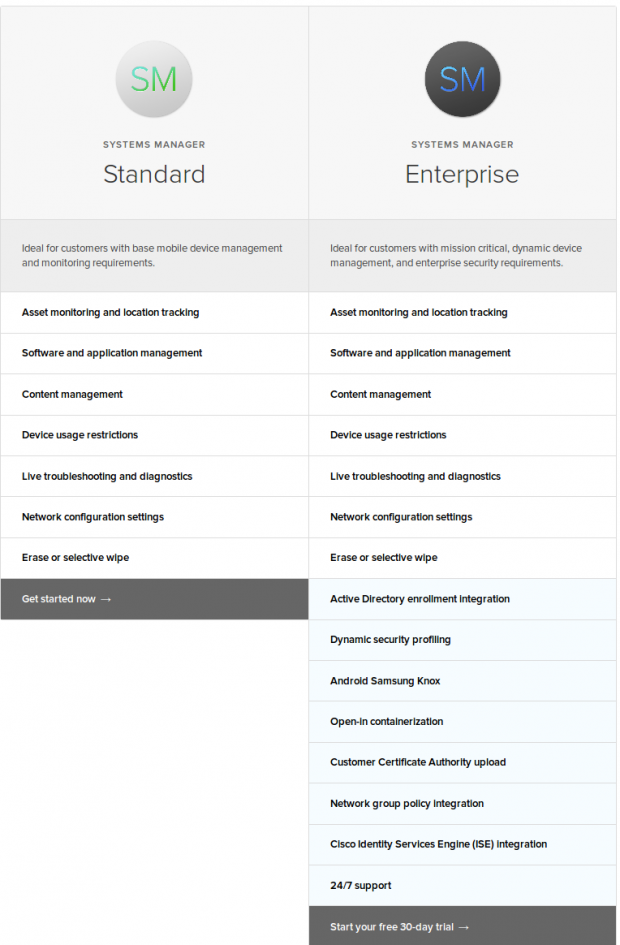 SM
SYSTEMS MANAGER
Standard
Ideal for customers with base mobile device management
and monitoring requirements.
Asset monitoring and location tracking
Software and application management
Content management
Device usage restrictions
Live troubleshooting and diagnostics
Network configuration settings
Erase or selective wipe
Get started now →
SM
SYSTEMS MANAGER
Enterprise
Ideal for customers with mission critical, dynamic device
management, and enterprise security requirements.
Asset monitoring and location tracking
Software and application management
Content management
Device usage restrictions
Live troubleshooting and diagnostics
Network configuration settings
Erase or selective wipe
Active Directory enrollment integration
Dynamic security profiling
Android Samsung Knox
Open-in containerization
Customer Certificate Authority upload
Network group policy integration
Cisco Identity Services Engine (ISE) integration
24/7 support
Start your free 30-day trial →